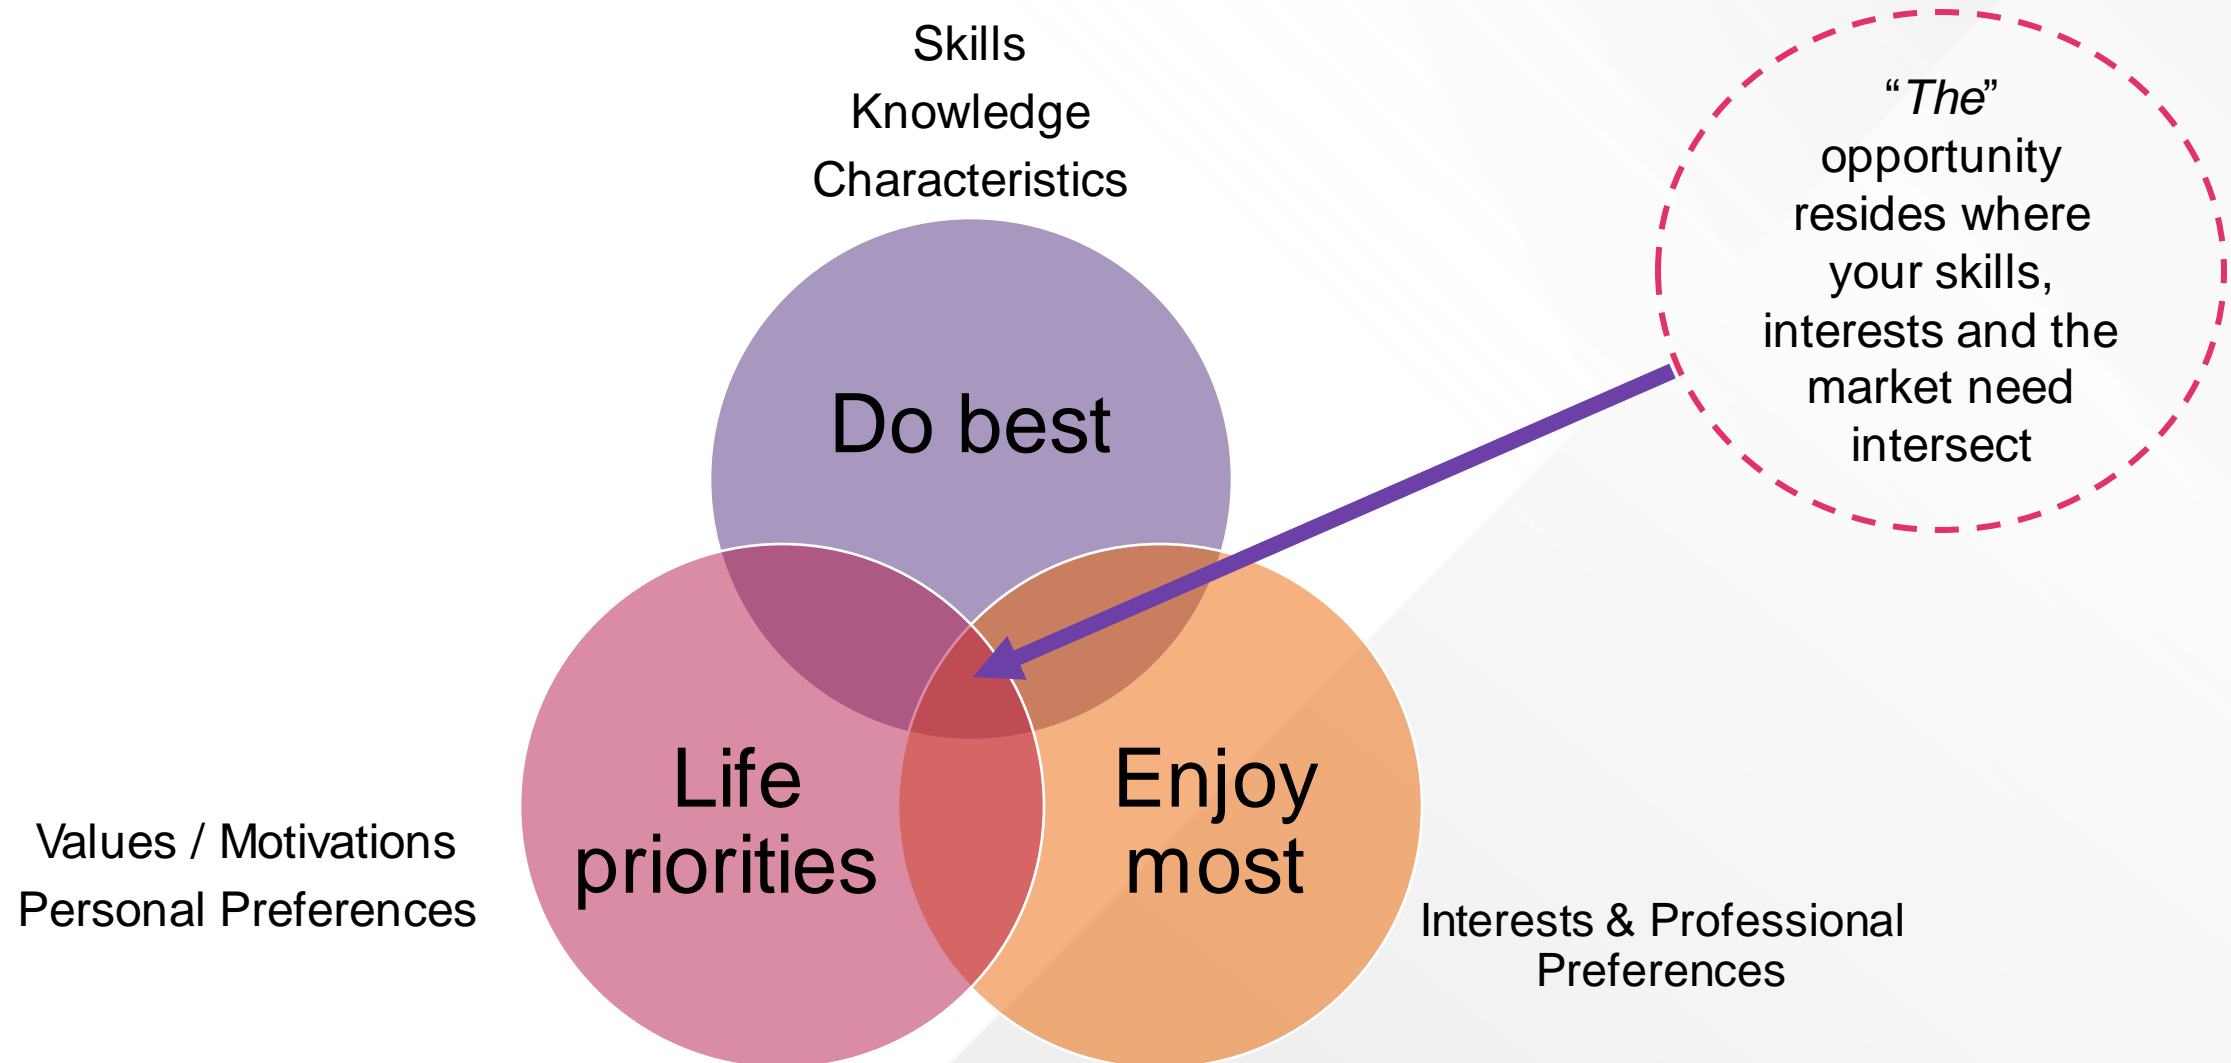 Skills
Knowledge
Characteristics
“The”
opportunity
resides where
your skills,
interests and the
market need
intersect
Do best
Life
priorities
Enjoy
most
Values / Motivations
Personal Preferences
Interests & Professional
Preferences